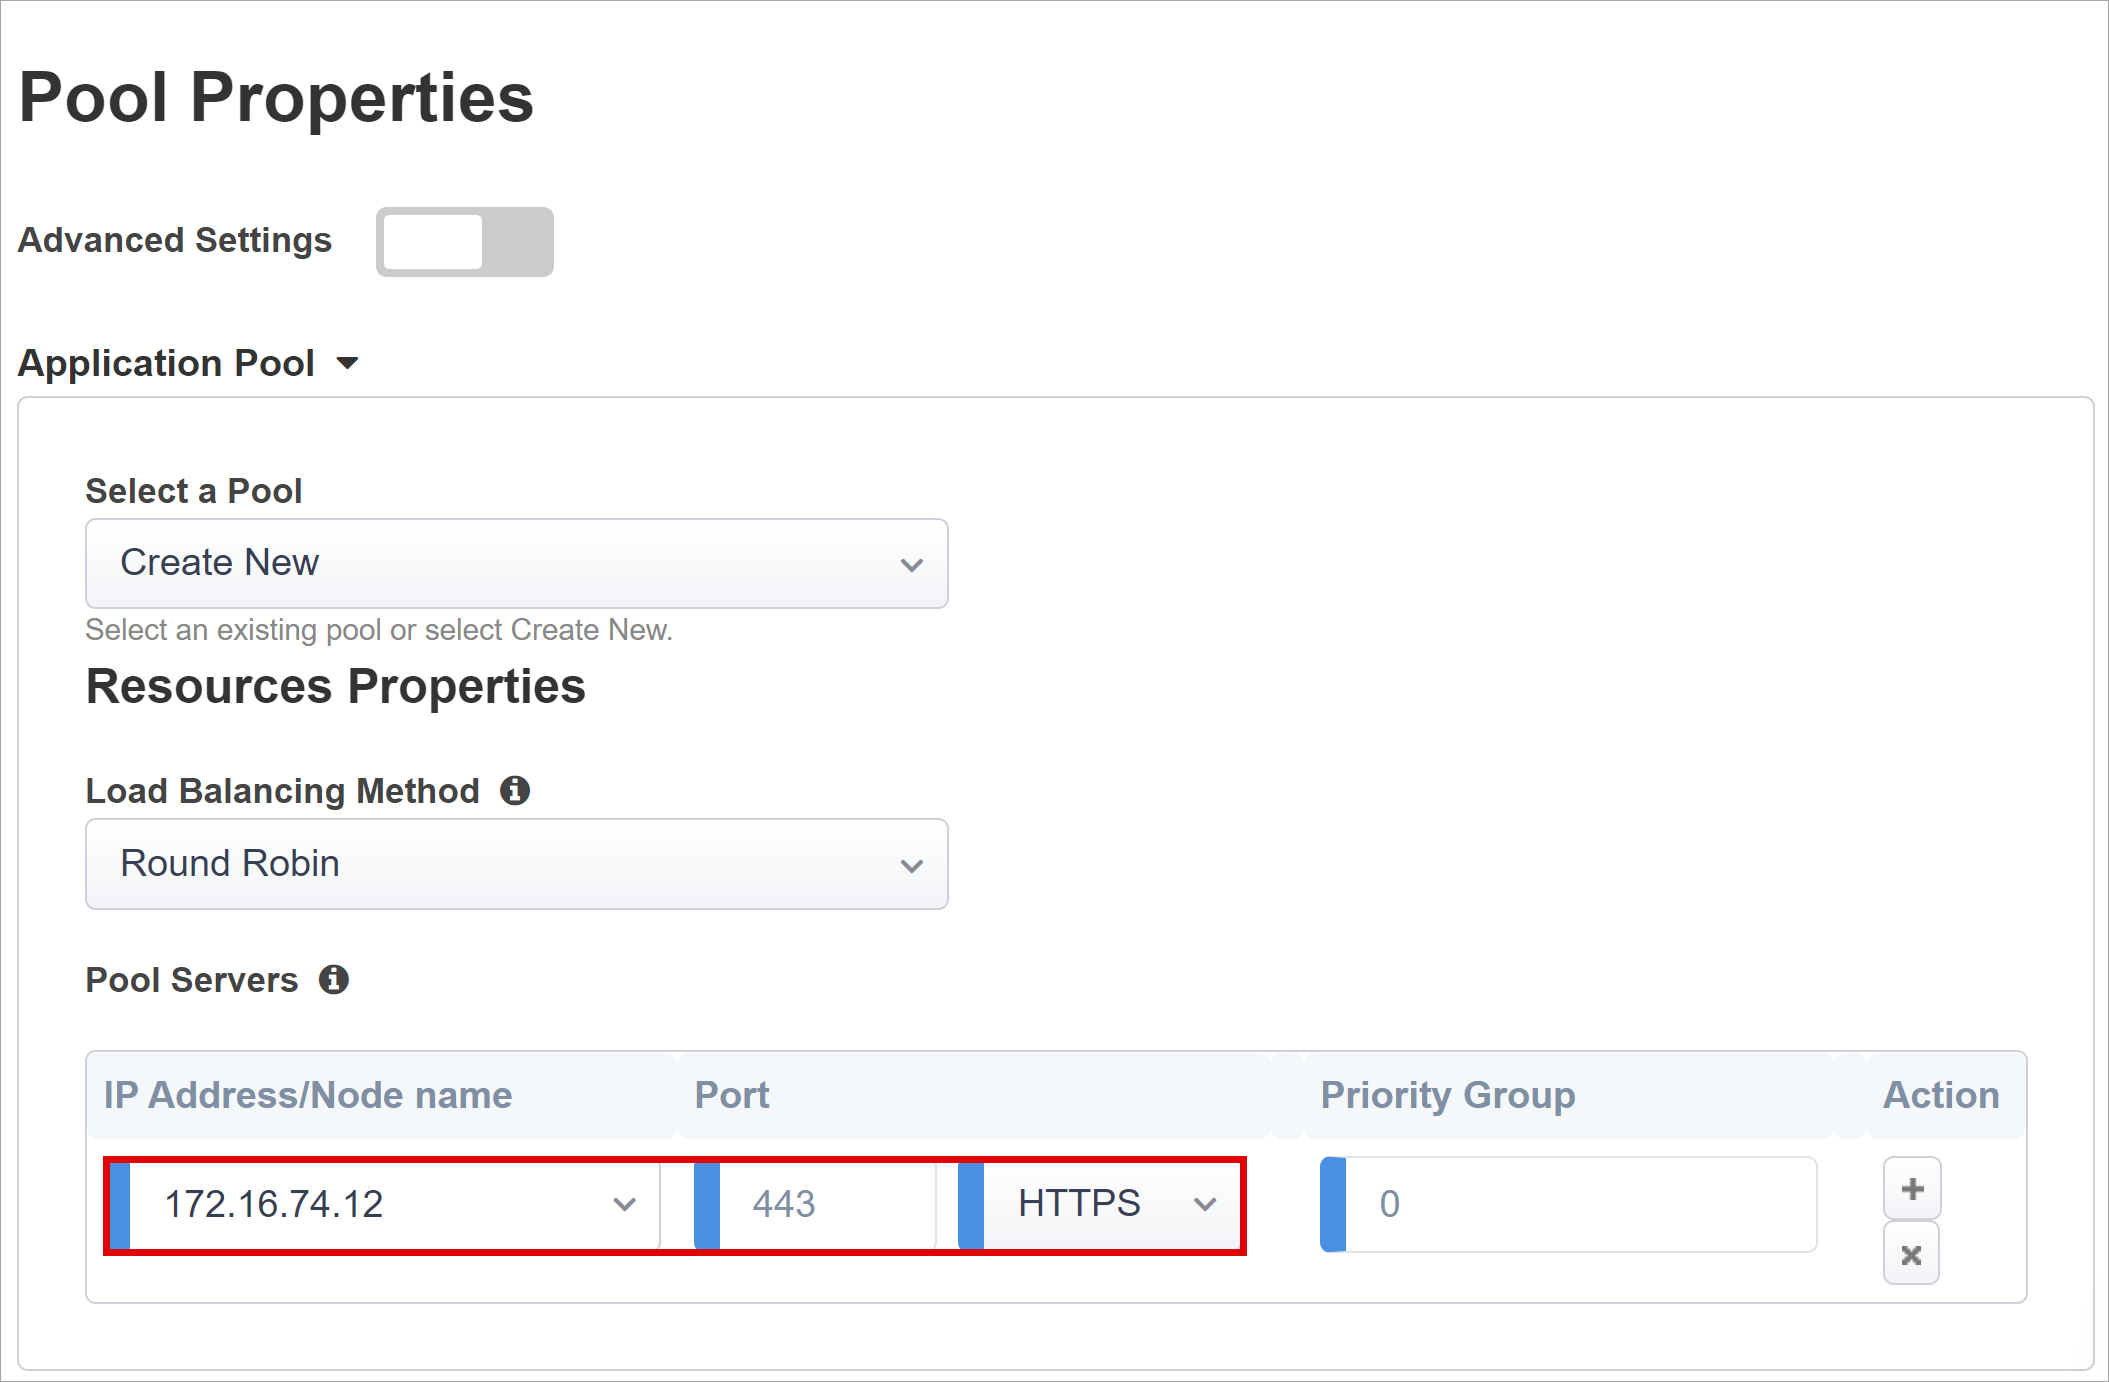 Pool Properties
Advanced Settings
Application Pool
Select a Pool
Create New
Select an existing pool or select Create New.
Resources Properties
Load Balancing Method
Round Robin
Pool Servers
IP Address/Node name Port Priority Group Action
172.16.74.12 443 HTTPS 0